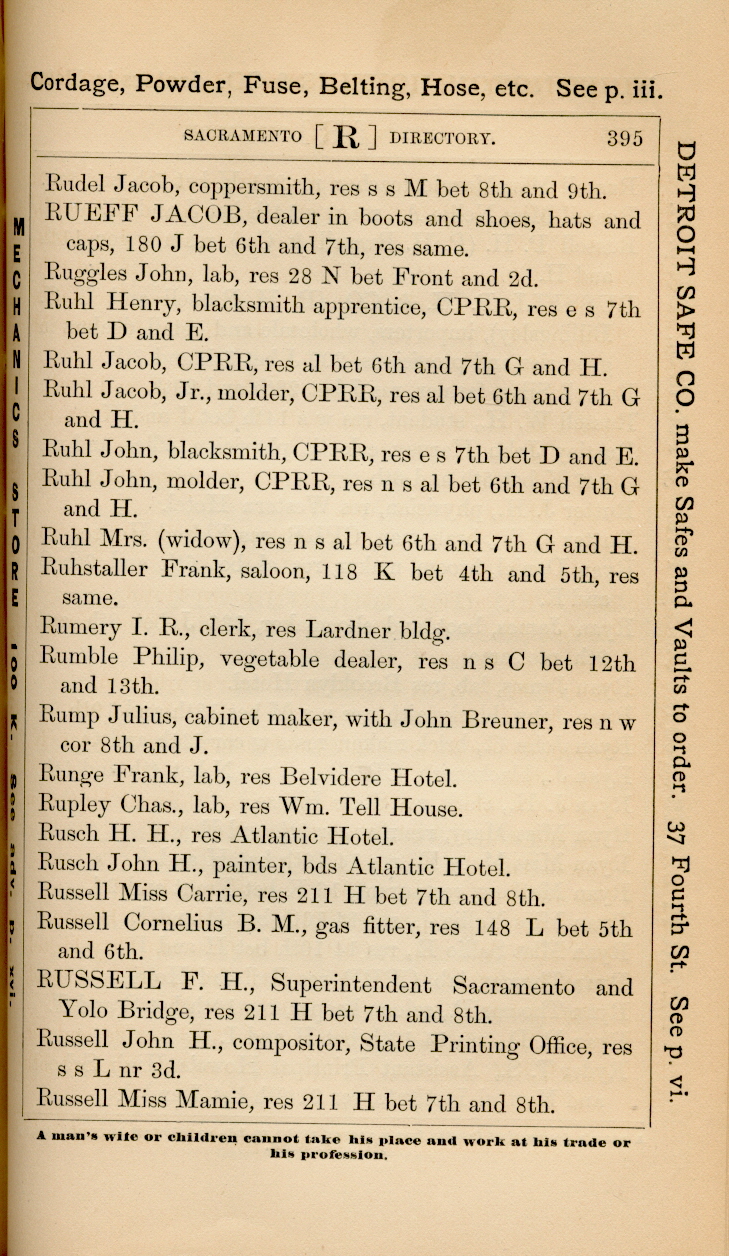 Cordage, Powder, Fuse, Belting, Hose, etc. See p. iii.
SACRAMENTO [ R ] DIRECTORY. 395
Rudel Jacob, coppersmith, res s s M bet 8th and 9th.
RUEFF JACOB, dealer in boots and shoes, hats and
caps, 180 J bet 6th and 7th, res same.
Ruggles John, lab, res 28 N bet Front and 2d.
Ruhl Henry, blacksmith apprentice, CPRR, res e s 7th
bet D and E.
Ruhl Jacob, CPRR, res al bet 6th and 7th G and H.
Ruhl Jacob, Jr., molder, CPRR, res al bet 6th and 7th G
and H.
Ruhl John, blacksmith, CPRR, res e s 7th bet D and E.
Ruhl John, molder, CPRR, res n s al bet 6th and 7th G
and H.
Ruhl Mrs. (widow), res n s al bet 6th and 7th G and H.
Ruhstaller Frank, saloon, 118 K bet 4th and 5th, res
same.
Rumery I. R., clerk, res Lardner bldg.
Rumble Philip, vegetable dealer, res n s C bet 12th
and 13th.
Rump Julius, cabinet maker, with John Breuner, res n w
cor 8th and J.
Runge Frank, lab, res Belvidere Hotel.
Rupley Chas., lab, res Wm. Tell House.
Rusch H. H., res Atlantic Hotel.
Rusch John H., painter, bds Atlantic Hotel.
Russell Miss Carrie, res 211 H bet 7th and 8th.
Russell Cornelius B. M., gas fitter, res 148 L bet 5th
and 6th.
RUSSELL F. H., Superintendent Sacramento and
Yolo Bridge, res 211 H bet 7th and 8th.
Russell John H., compositor, State Printing Office, res
s s L nr 3d.
Russell Miss Mamie, res 211 H bet 7th and 8th.
A man's wife or children cannot take his place and work at his trade or
his profession.
MECHANICS STORE K. See Adv. p. xvi.
DETROIT SAFE CO. make Safes and Vaults to order. 37 Fourth St. See p. vi.